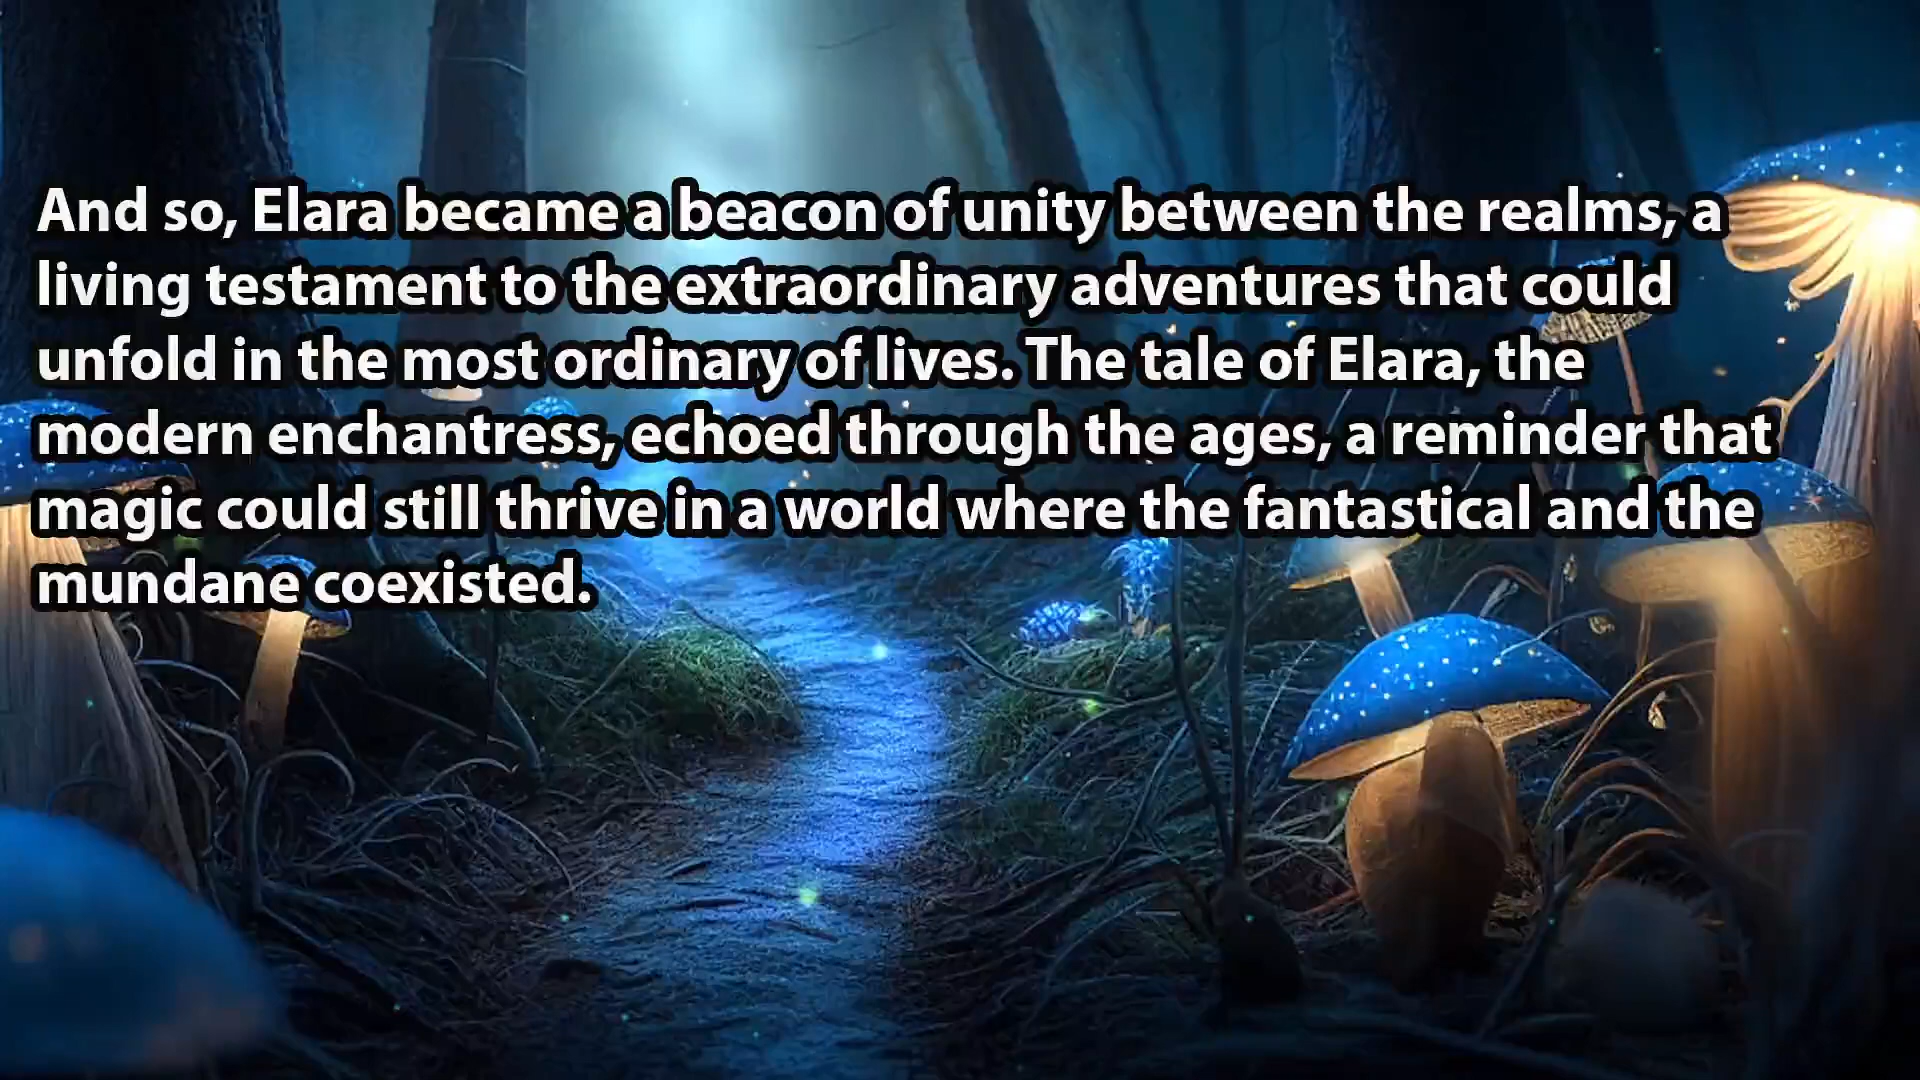 And so, Elara became a beacon of unity between the realms, a
living testament to the extraordinary adventures that could
unfold in the most ordinary of lives. The tale of Elara, the
modern enchantress, echoed through the ages, a reminder that
magic could still thrive in a world where the fantastical and the
mundane coexisted.